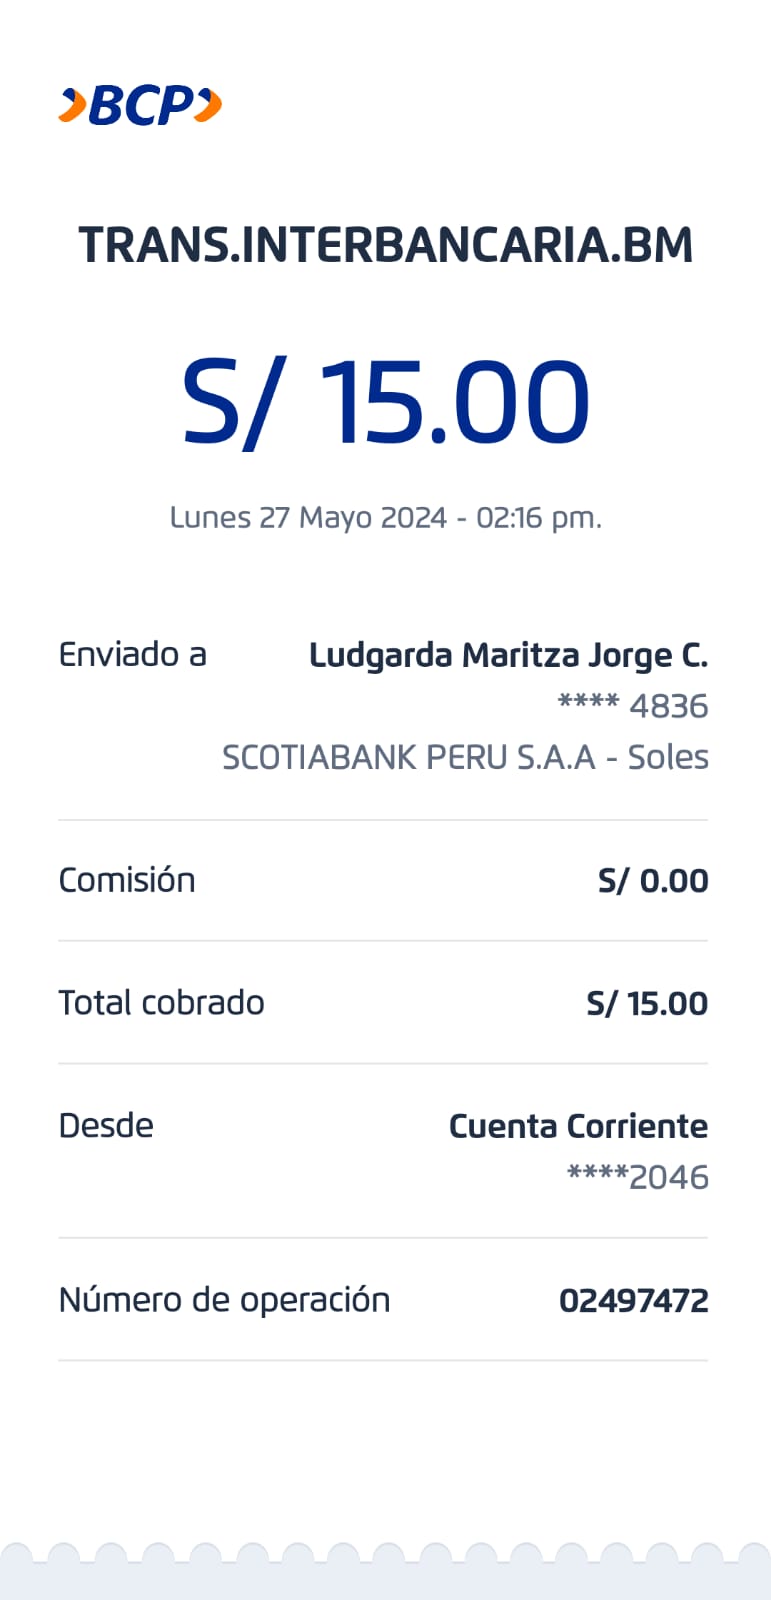 BCP
TRANS.INTERBANCARIA.BM
S/ 15.00
Lunes 27 Mayo 2024 - 02:16 pm.
Enviado a Ludgarda Maritza Jorge C.
**** 4836
SCOTIABANK PERU S.A.A - Soles
Comisión S/ 0.00
Total cobrado S/ 15.00
Desde Cuenta Corriente
****2046
Número de operación 02497472